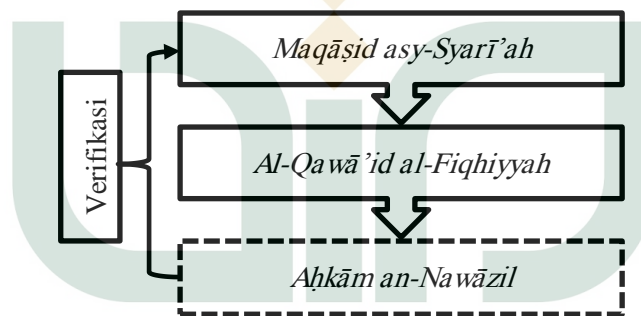 Maqāṣid asy-Syarī'ah
Verifikasi
Al-Qawā'id al-Fiqhiyyah
Aḥkām an-Nawāzil